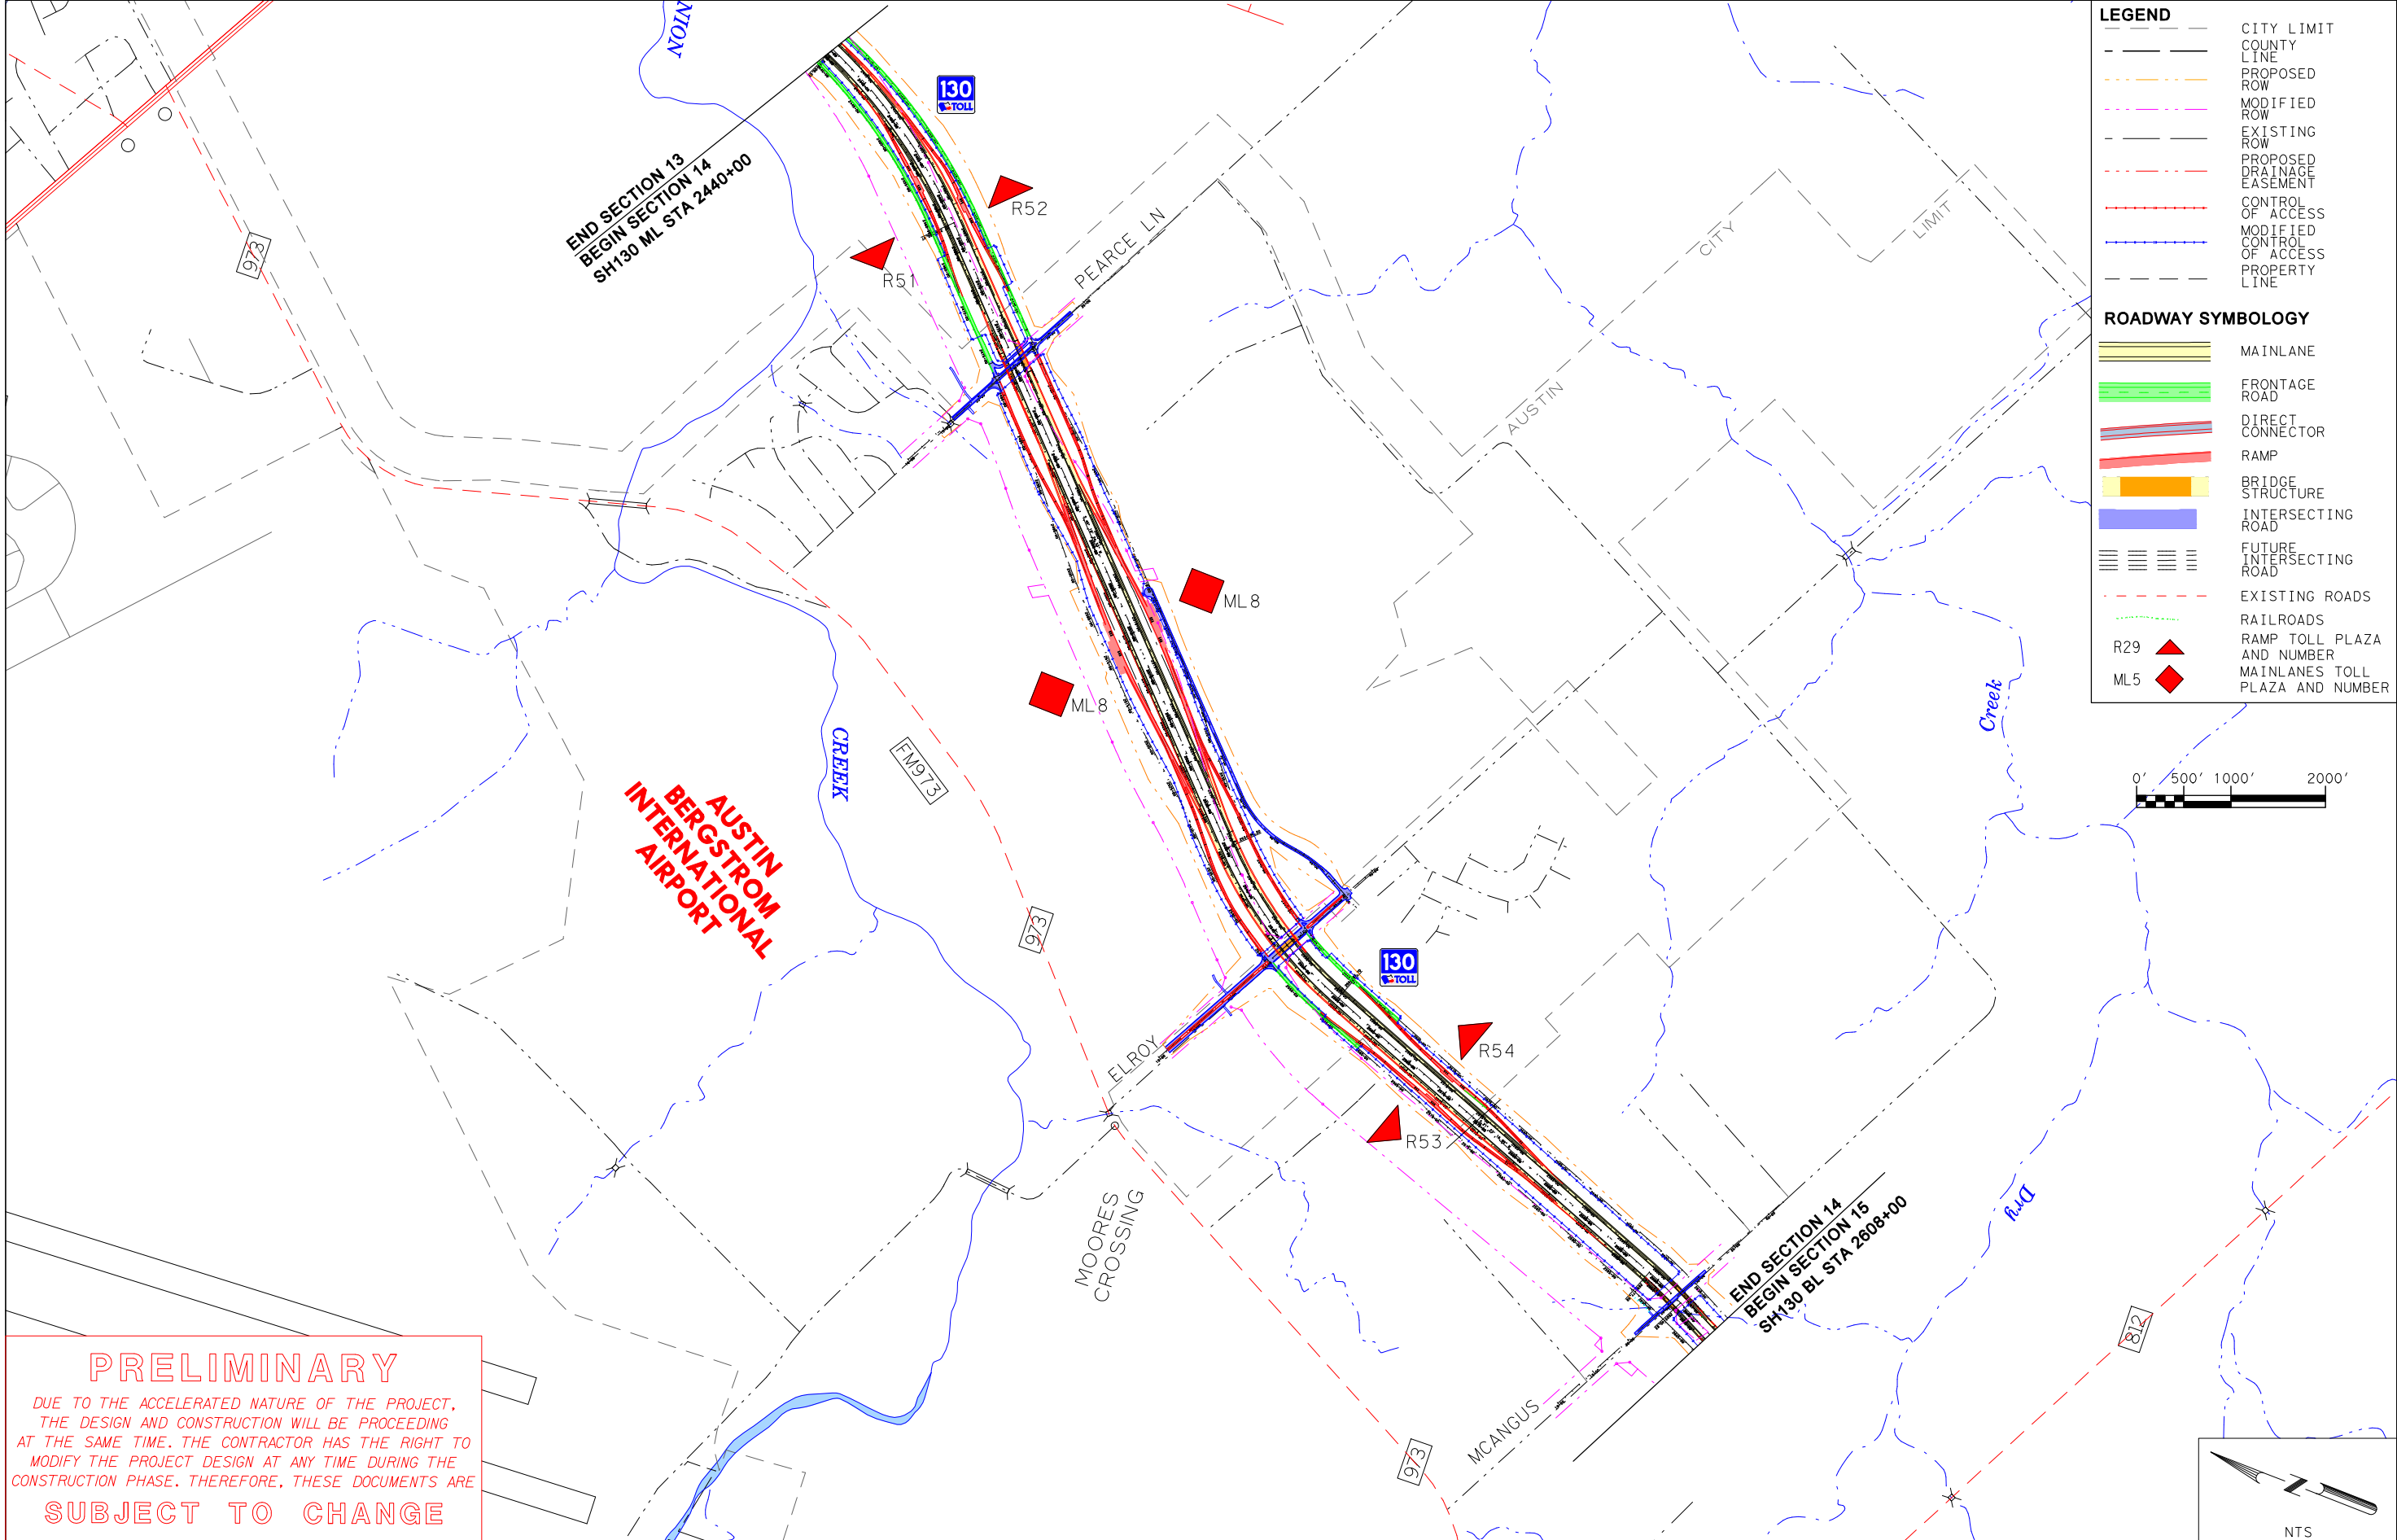 NION
130
TOLL
END SECTION 13
BEGIN SECTION 14
SH130 ML STA 2440+00
R52
R51
973
PEARCE LN
CITY
LIMIT
AUSTIN
ML8
ML8
CREEK
FM973
AUSTIN
BERGSTROM
INTERNATIONAL
AIRPORT
973
130
TOLL
R54
R53
ELROY
MOORES
CROSSING
END SECTION 14
BEGIN SECTION 15
SH130 BL STA 2608+00
MCANGUS
973
812
Creek
Dry
LEGEND
CITY LIMIT
COUNTY
LINE
PROPOSED
ROW
MODIFIED
ROW
EXISTING
ROW
PROPOSED
DRAINAGE
EASEMENT
CONTROL
OF ACCESS
MODIFIED
CONTROL
OF ACCESS
PROPERTY
LINE
ROADWAY SYMBOLOGY
MAINLANE
FRONTAGE
ROAD
DIRECT
CONNECTOR
RAMP
BRIDGE
STRUCTURE
INTERSECTING
ROAD
FUTURE
INTERSECTING
ROAD
EXISTING ROADS
RAILROADS
R29
RAMP TOLL PLAZA
AND NUMBER
ML5
MAINLANES TOLL
PLAZA AND NUMBER
0' 500' 1000' 2000'
PRELIMINARY
DUE TO THE ACCELERATED NATURE OF THE PROJECT,
THE DESIGN AND CONSTRUCTION WILL BE PROCEEDING
AT THE SAME TIME. THE CONTRACTOR HAS THE RIGHT TO
MODIFY THE PROJECT DESIGN AT ANY TIME DURING THE
CONSTRUCTION PHASE. THEREFORE, THESE DOCUMENTS ARE
SUBJECT TO CHANGE
N
NTS